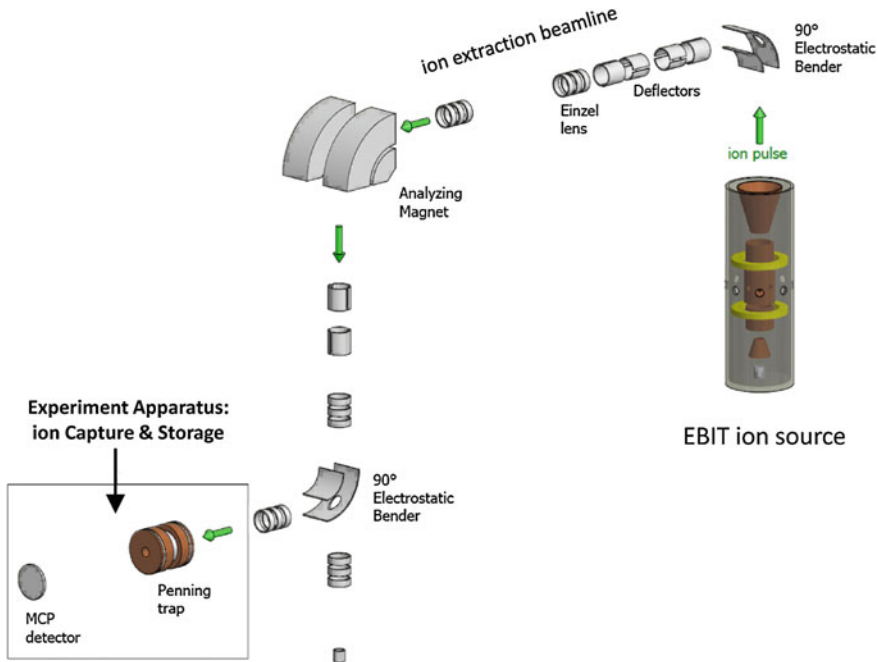 ion extraction beamline
90°
Electrostatic
Bender
Deflectors
Einzel
lens
ion pulse
Analyzing
Magnet
EBIT ion source
Experiment Apparatus:
ion Capture & Storage
90°
Electrostatic
Bender
Penning
trap
MCP
detector